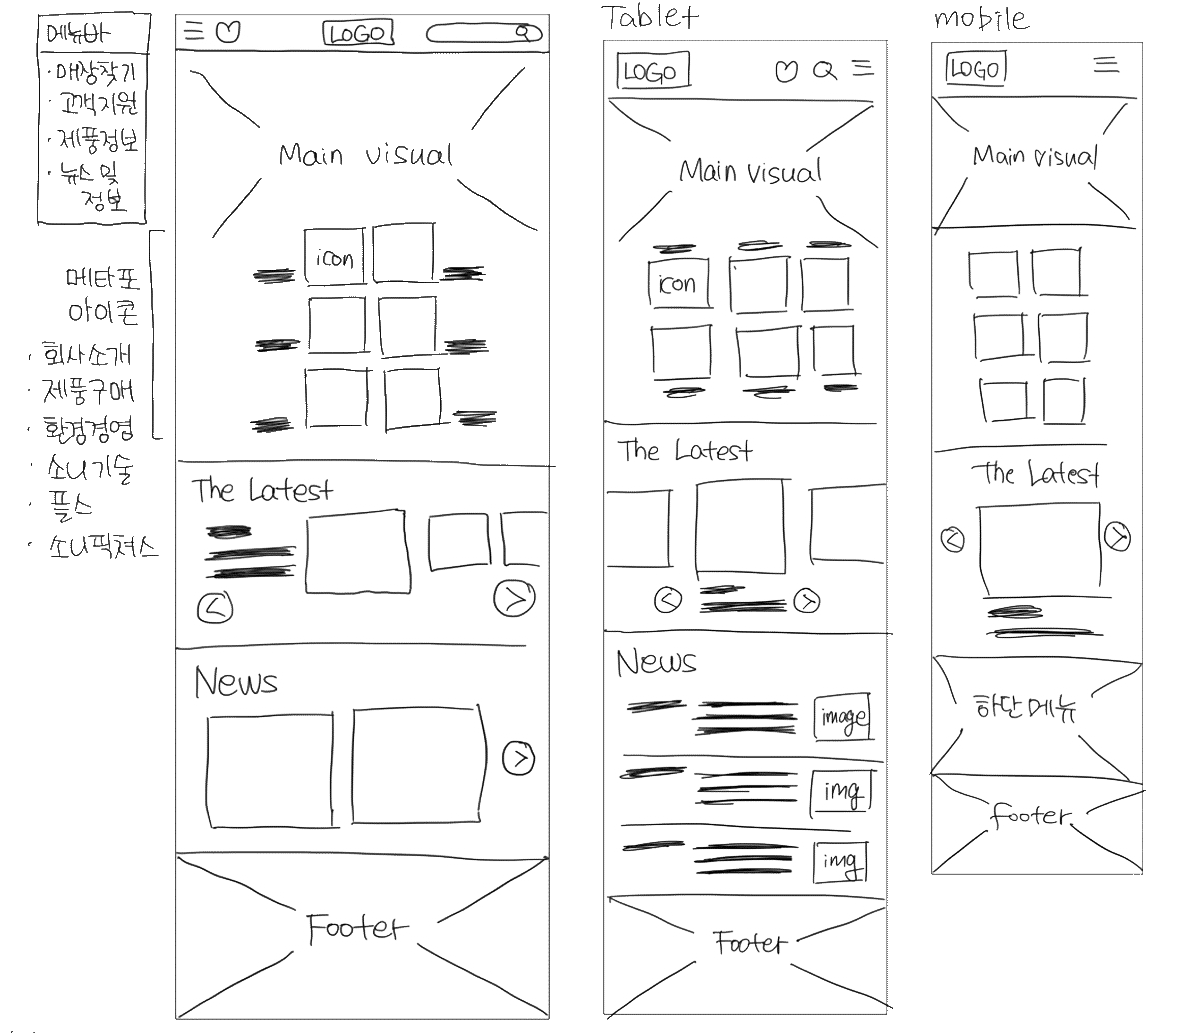 메뉴바
· 매장찾기
· 고객지원
· 제품정보
· 뉴스 및
정보
메타포
아이콘
· 회사소개
· 제품구매
· 환경경영
· 소니기술
· 플스
· 소니픽쳐스
LOGO
Main visual
icon
The Latest
News
Footer
Tablet
LOGO
Main visual
icon
The Latest
News
image
img
img
Footer
mobile
LOGO
Main visual
The Latest
하단메뉴
footer